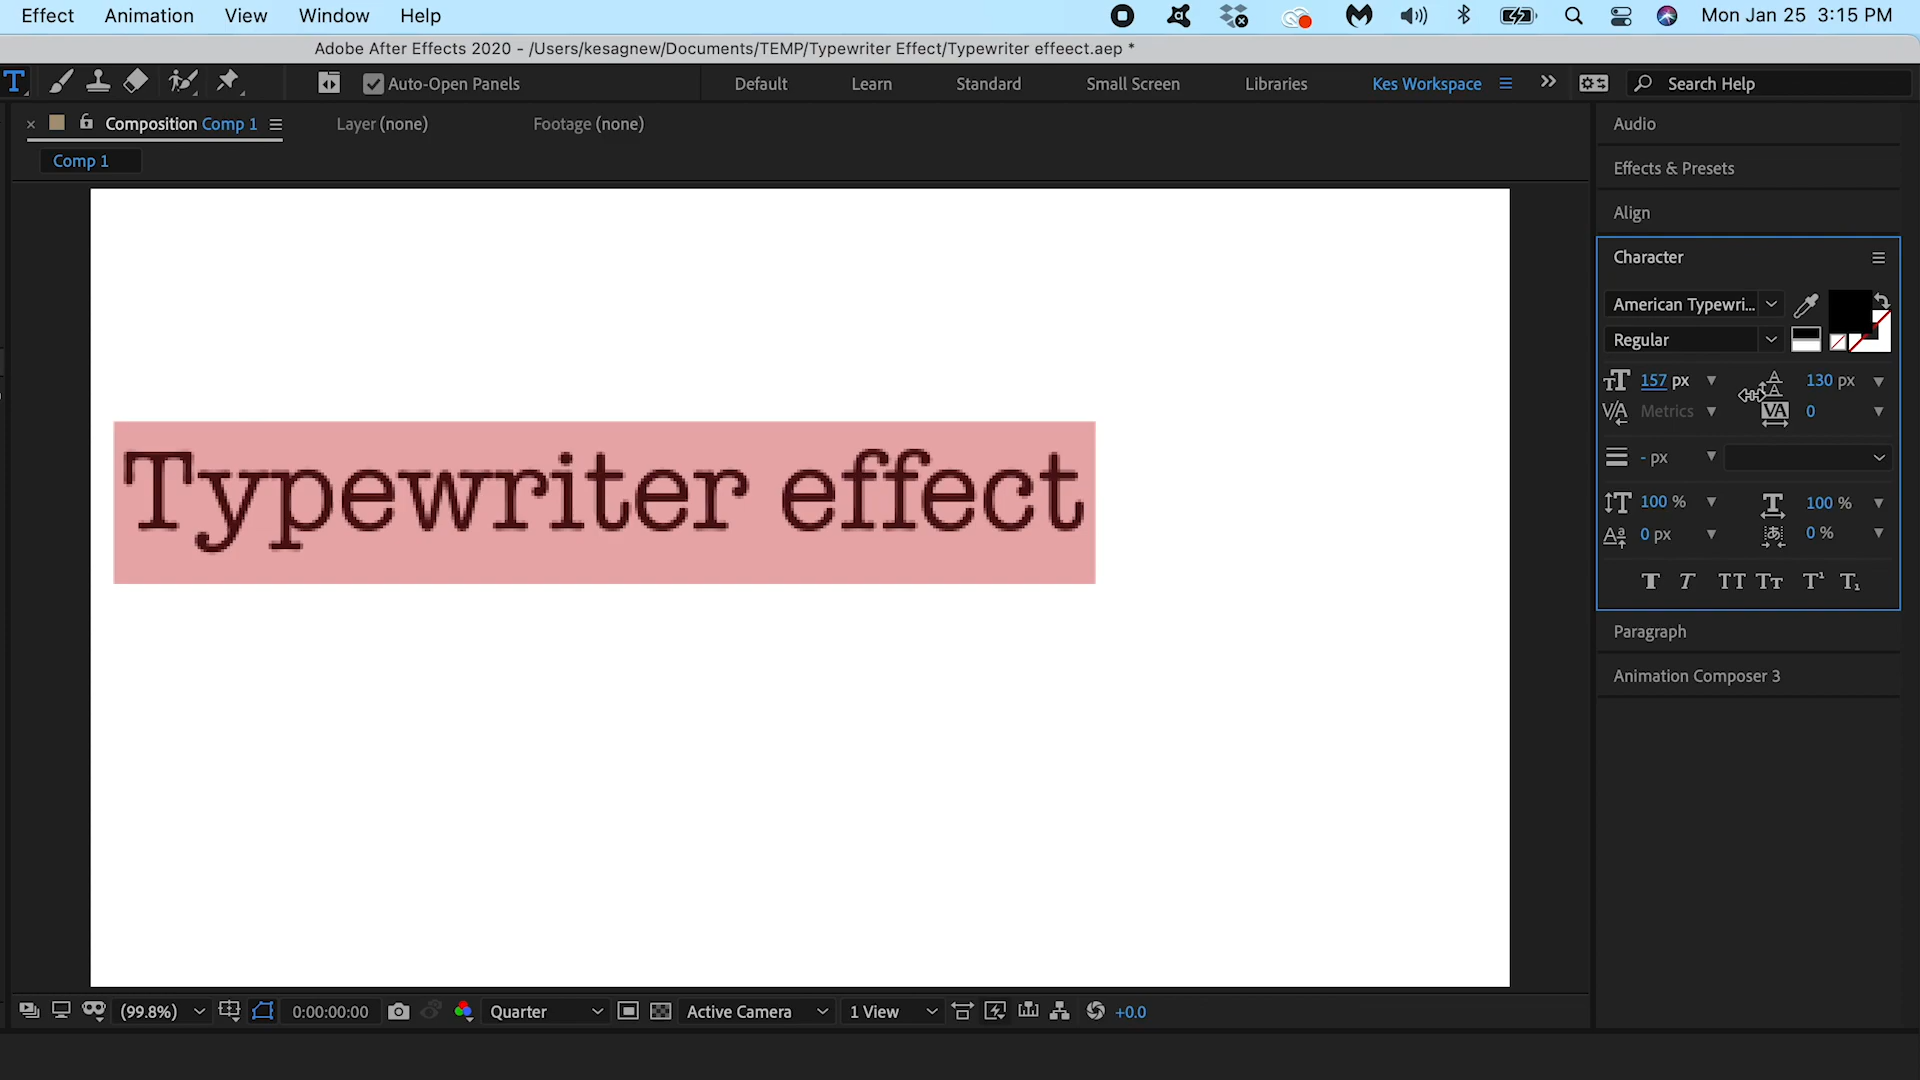 Effect Animation View Window Help Mon Jan 25 3:15 PM
Adobe After Effects 2020 - /Users/kesagnew/Documents/TEMP/Typewriter Effect/Typewriter effeect.aep *
Auto-Open Panels Default Learn Standard Small Screen Libraries Kes Workspace Search Help
Composition Comp 1 Layer (none) Footage (none)
Comp 1
Audio
Effects & Presets
Align
Character
American Typewri...
Regular
157 px 130 px
Metrics 0
- px
100 % 100 %
0 px 0 %
Paragraph
Animation Composer 3
Typewriter effect
(99.8%) 0:00:00:00 Quarter Active Camera 1 View +0.0